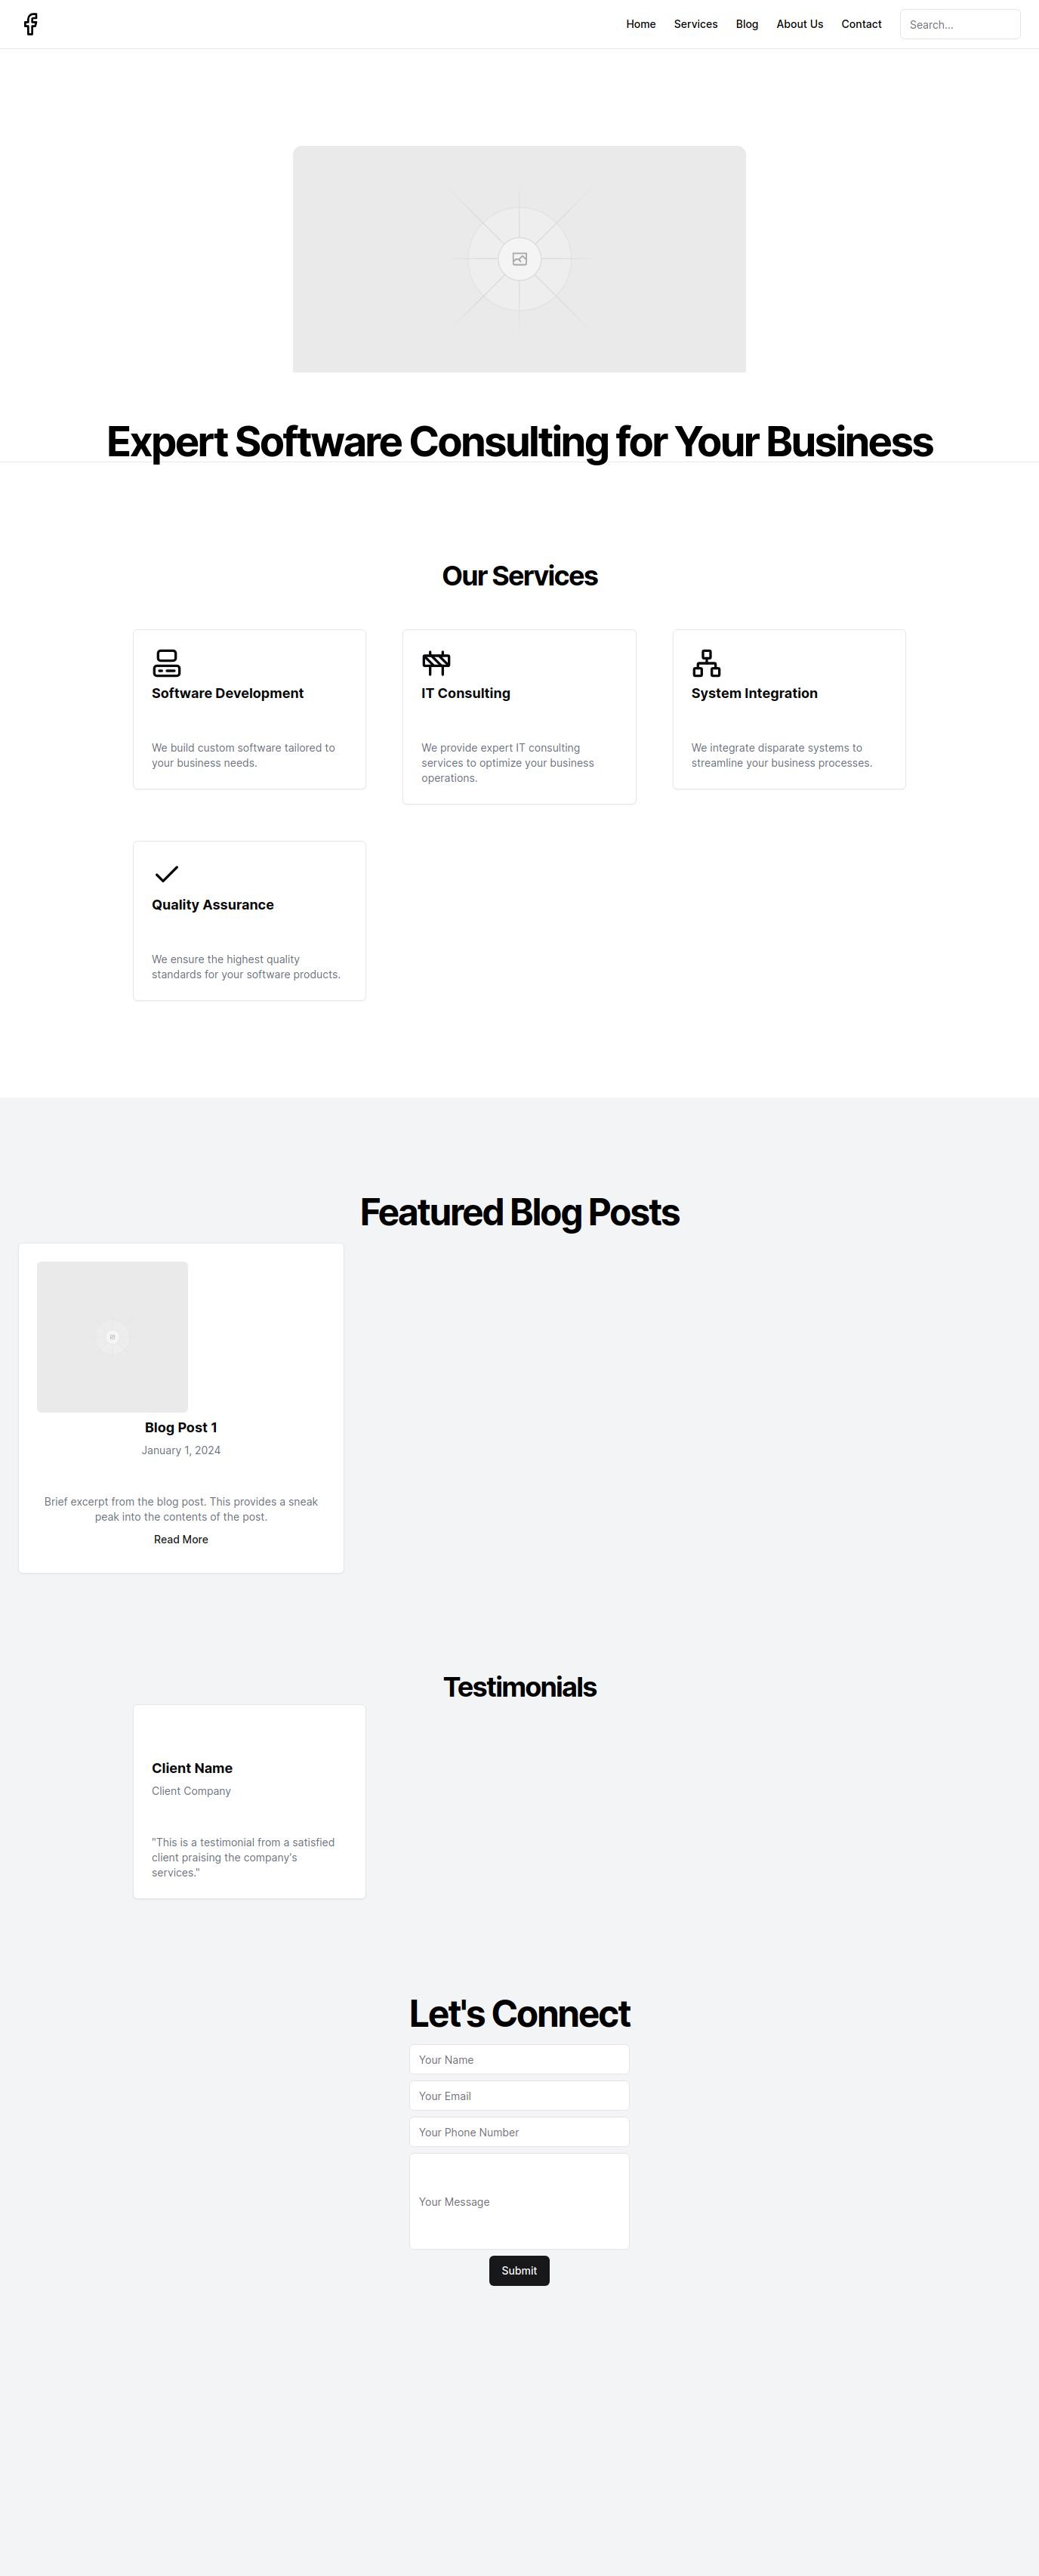 Home Services Blog About Us Contact Search...
Expert Software Consulting for Your Business
Our Services
Software Development
We build custom software tailored to
your business needs.
IT Consulting
We provide expert IT consulting
services to optimize your business
operations.
System Integration
We integrate disparate systems to
streamline your business processes.
Quality Assurance
We ensure the highest quality
standards for your software products.
Featured Blog Posts
Blog Post 1
January 1, 2024
Brief excerpt from the blog post. This provides a sneak
peak into the contents of the post.
Read More
Testimonials
Client Name
Client Company
"This is a testimonial from a satisfied
client praising the company's
services."
Let's Connect
Your Name
Your Email
Your Phone Number
Your Message
Submit